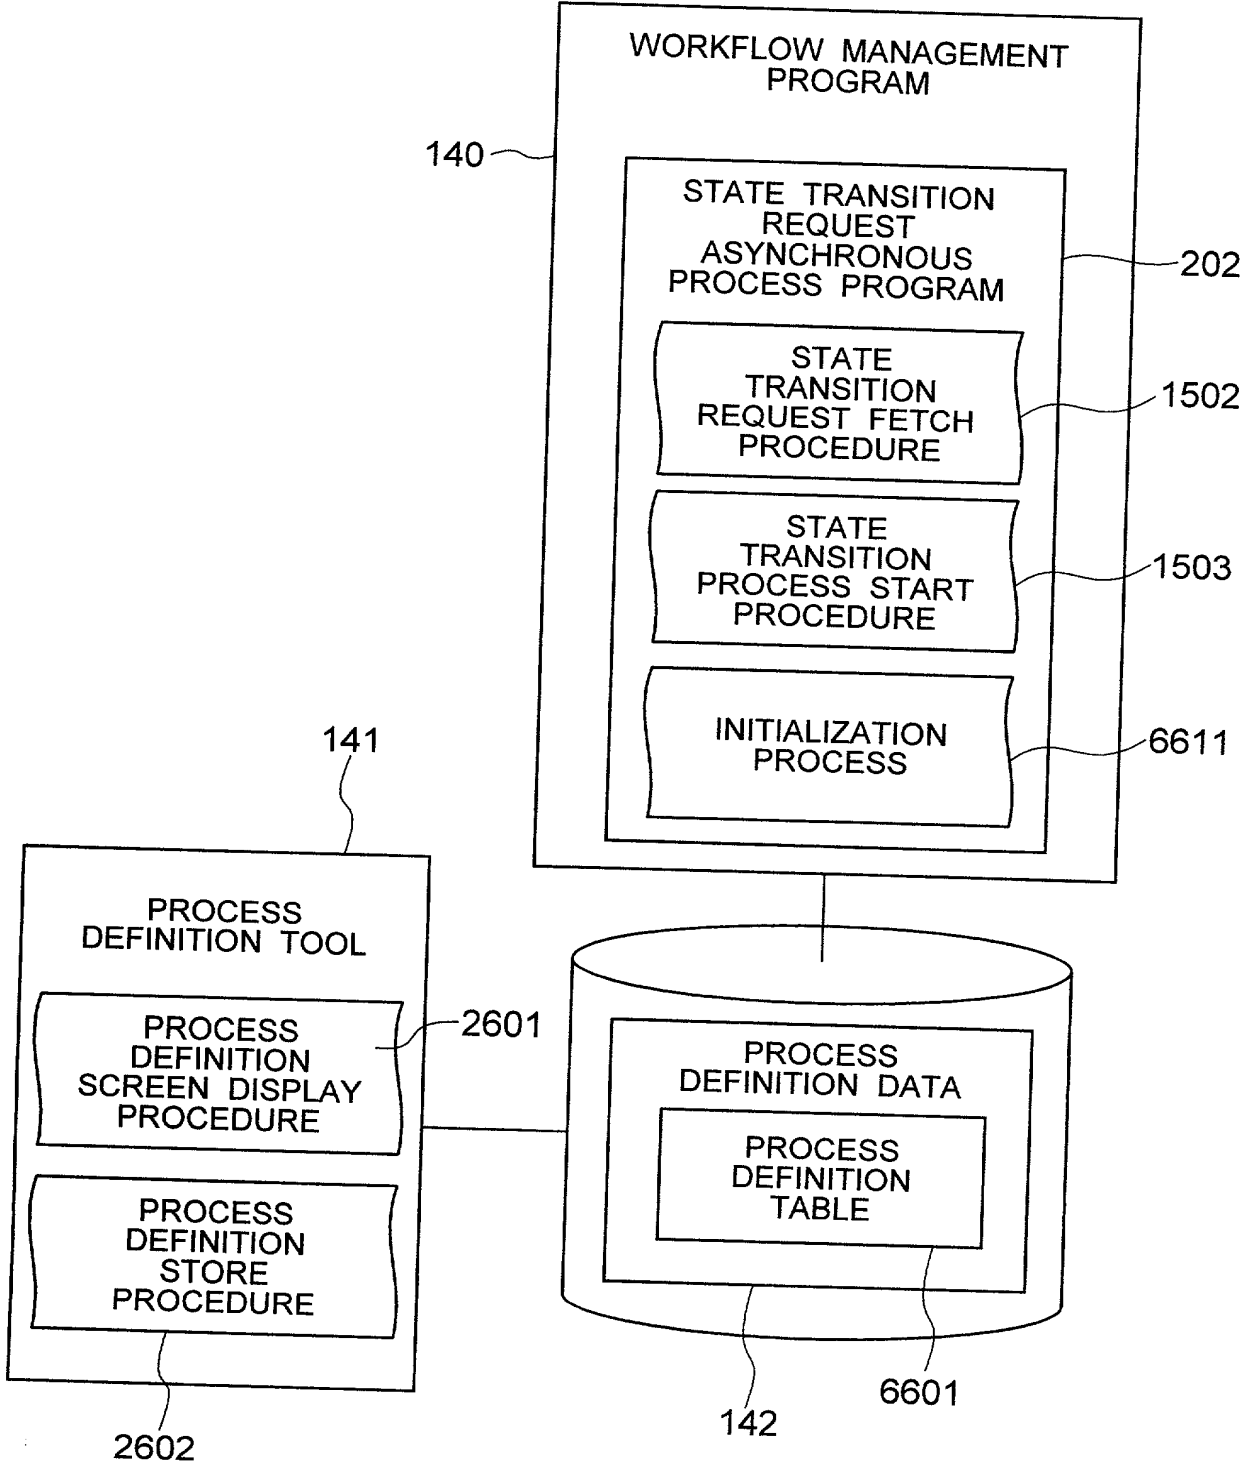 WORKFLOW MANAGEMENT
PROGRAM
140
STATE TRANSITION
REQUEST
ASYNCHRONOUS
PROCESS PROGRAM
202
STATE
TRANSITION
REQUEST FETCH
PROCEDURE
1502
STATE
TRANSITION
PROCESS START
PROCEDURE
1503
INITIALIZATION
PROCESS
6611
141
PROCESS
DEFINITION TOOL
PROCESS
DEFINITION
SCREEN DISPLAY
PROCEDURE
2601
PROCESS
DEFINITION
STORE
PROCEDURE
2602
PROCESS
DEFINITION DATA
PROCESS
DEFINITION
TABLE
6601
142